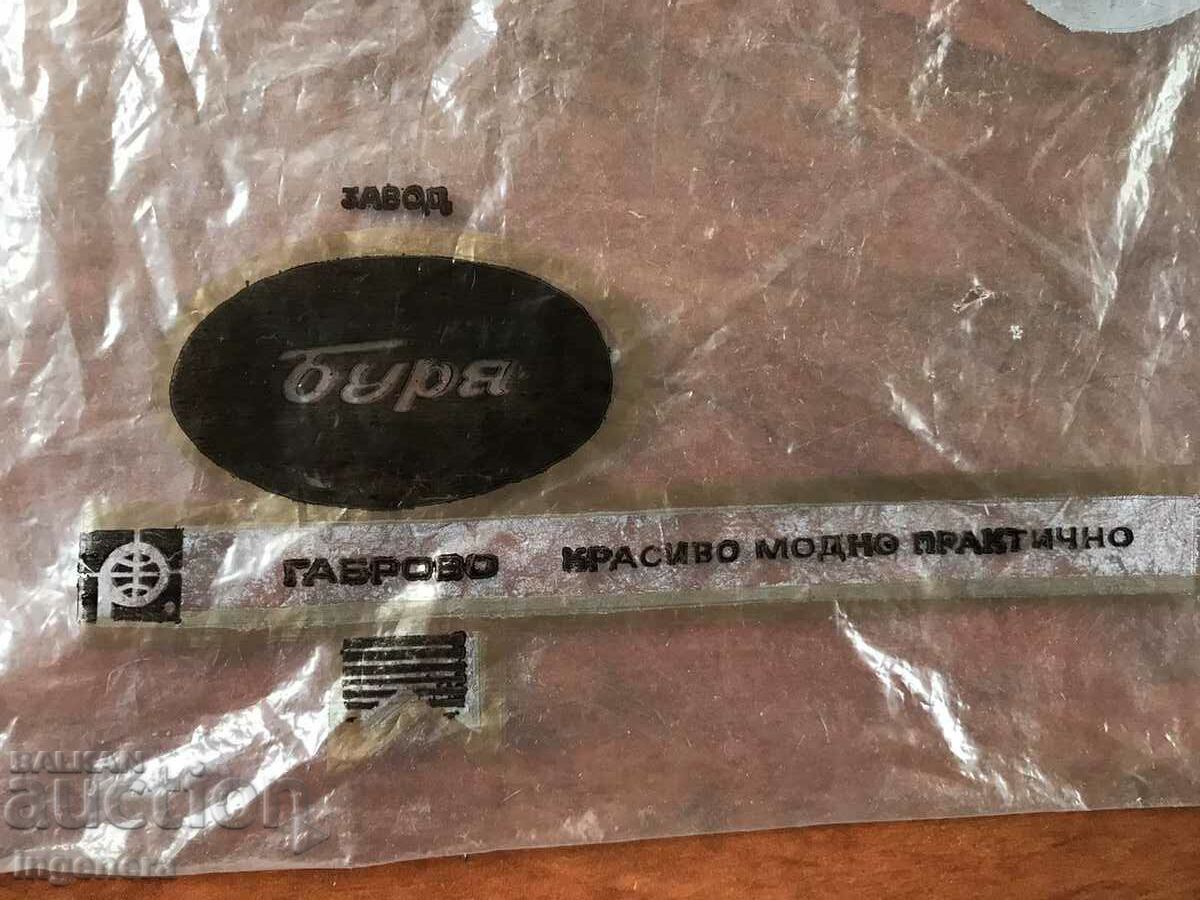 ЗАВОД
Буря
ГАБРОВО КРАСИВО МОДНО ПРАКТИЧНО
BALKAN
auction
Ingenera